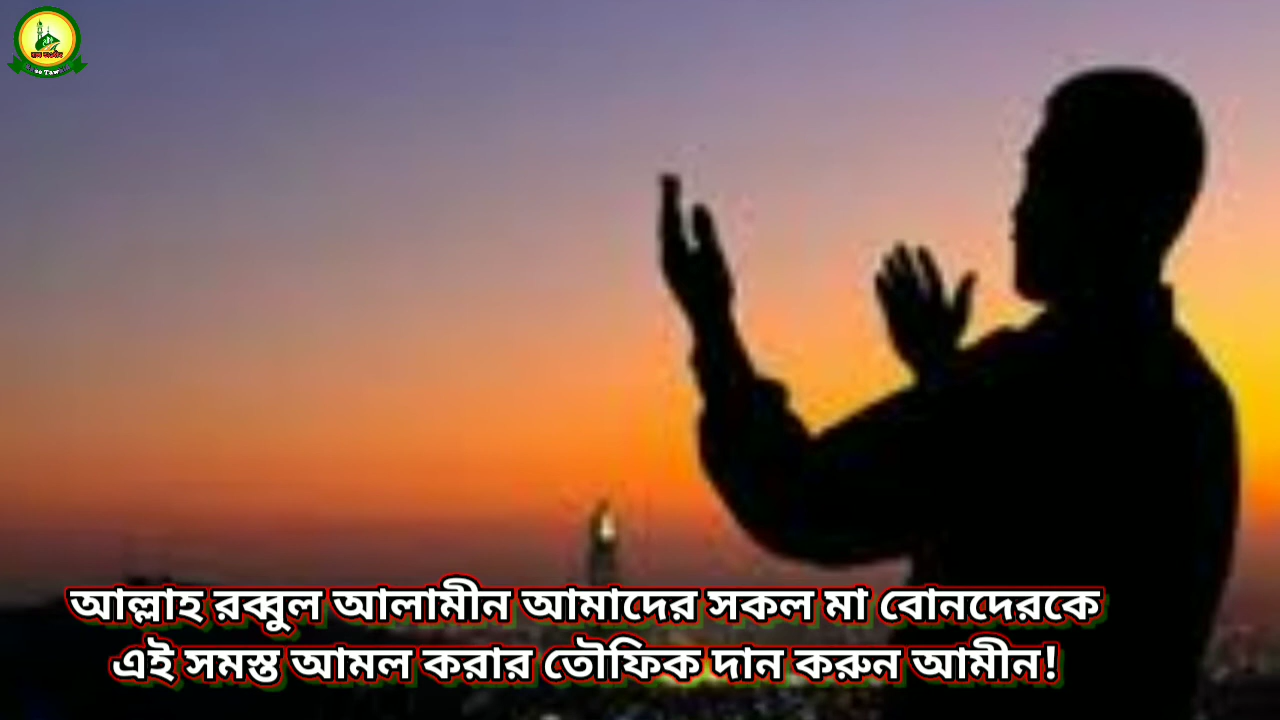 আল্লাহ রব্বুল আলামীন আমাদের সকল মা বোনদেরকে
এই সমস্ত আমল করার তৌফিক দান করুন আমীন!